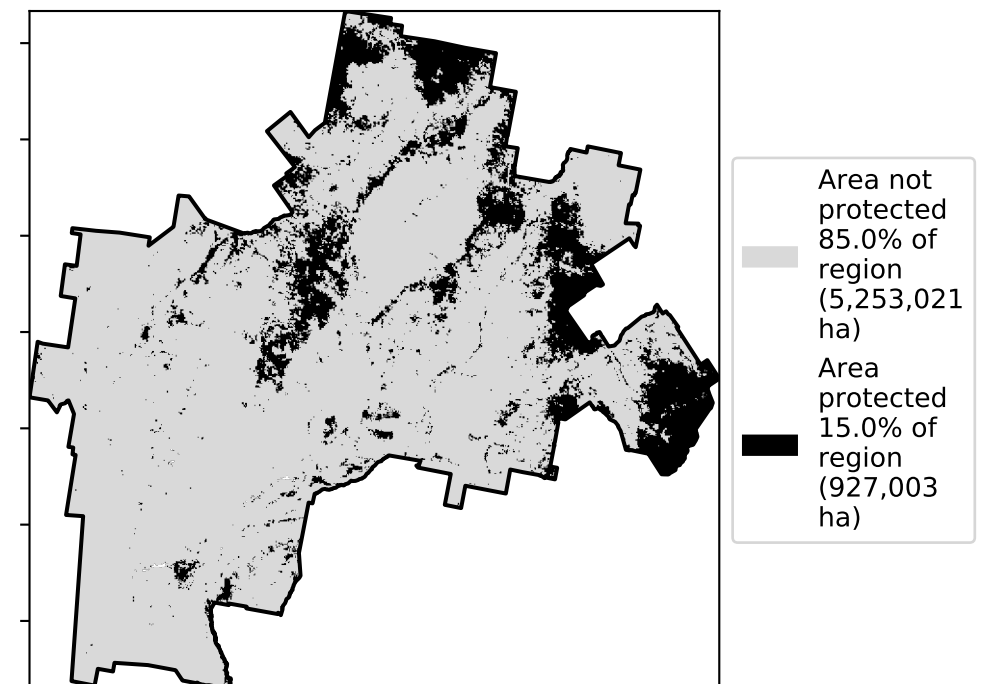 Area not
protected
85.0% of
region
(5,253,021
ha)
Area
protected
15.0% of
region
(927,003
ha)